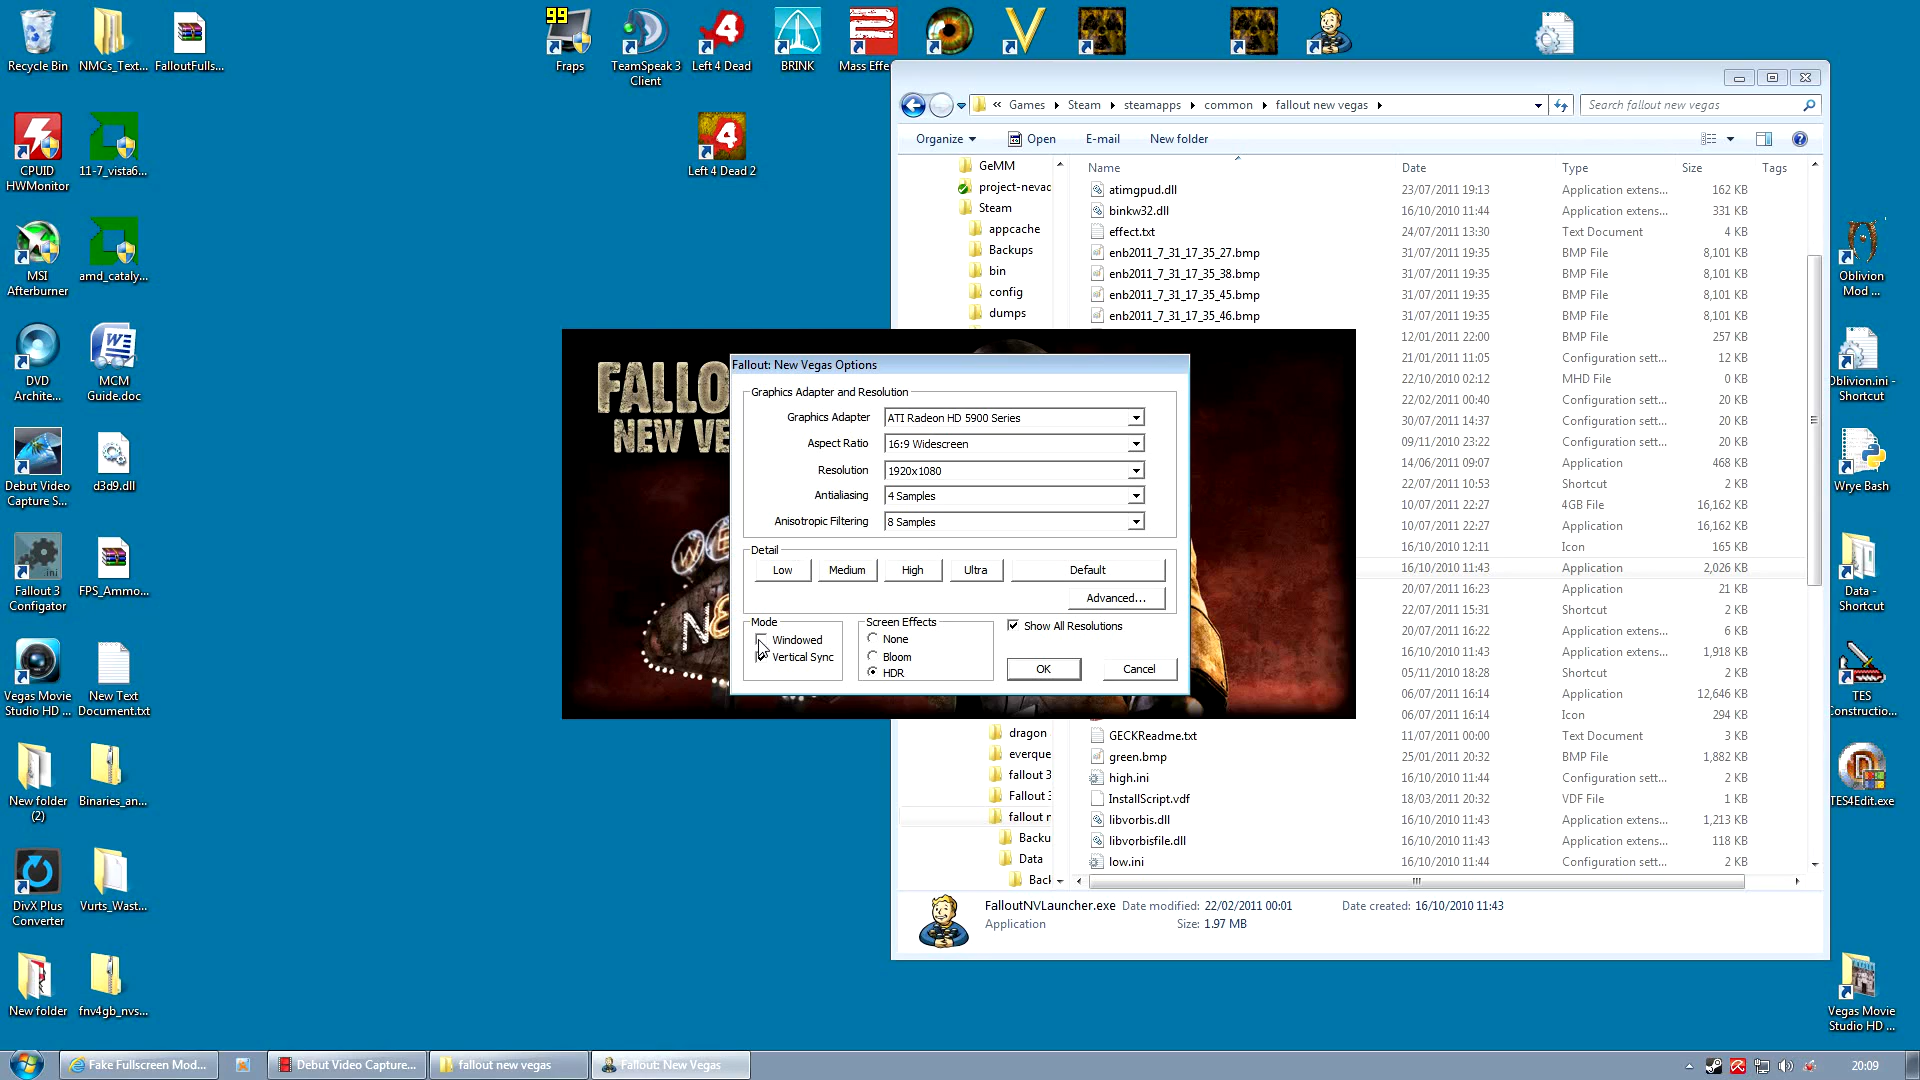 99
Recycle Bin
NMCs_Text...
FalloutFulls...
Fraps
TeamSpeak 3
Client
Left 4 Dead
BRINK
Mass Effe
CPUID
HWMonitor
11-7_vista6...
Left 4 Dead 2
MSI
Afterburner
amd_cataly...
DVD
Archite...
MCM
Guide.doc
Debut Video
Capture S...
d3d9.dll
Fallout 3
Configator
FPS_Ammo...
Vegas Movie
Studio HD ...
New Text
Document.txt
New folder
(2)
Binaries_an...
DivX Plus
Converter
Vurts_Wast...
New folder
fnv4gb_nvs...
« Games Steam steamapps common fallout new vegas
Search fallout new vegas
Organize Open E-mail New folder
GeMM
project-nevac
Steam
appcache
Backups
bin
config
dumps
Name Date Type Size Tags
atimgpud.dll 23/07/2011 19:13 Application extens... 162 KB
binkw32.dll 16/10/2010 11:44 Application extens... 331 KB
effect.txt 24/07/2011 13:30 Text Document 4 KB
enb2011_7_31_17_35_27.bmp 31/07/2011 19:35 BMP File 8,101 KB
enb2011_7_31_17_35_38.bmp 31/07/2011 19:35 BMP File 8,101 KB
enb2011_7_31_17_35_45.bmp 31/07/2011 19:35 BMP File 8,101 KB
enb2011_7_31_17_35_46.bmp 31/07/2011 19:35 BMP File 8,101 KB
12/01/2011 22:00 BMP File 257 KB
21/01/2011 11:05 Configuration sett... 12 KB
22/10/2010 02:12 MHD File 0 KB
22/02/2011 00:40 Configuration sett... 20 KB
30/07/2011 14:37 Configuration sett... 20 KB
09/11/2010 23:22 Configuration sett... 20 KB
14/06/2011 09:07 Application 468 KB
22/07/2011 10:53 Shortcut 2 KB
10/07/2011 22:27 4GB File 16,162 KB
10/07/2011 22:27 Application 16,162 KB
16/10/2010 12:11 Icon 165 KB
16/10/2010 11:43 Application 2,026 KB
20/07/2011 16:23 Application 21 KB
22/07/2011 15:31 Shortcut 2 KB
20/07/2011 16:22 Application 6 KB
16/10/2010 11:43 Application extens... 1,918 KB
05/11/2010 18:28 Shortcut 2 KB
06/07/2011 16:14 Application 12,646 KB
06/07/2011 16:14 Icon 294 KB
GECKReadme.txt 11/07/2011 00:00 Text Document 3 KB
green.bmp 25/01/2011 20:32 BMP File 1,882 KB
high.ini 16/10/2010 11:44 Configuration sett... 2 KB
InstallScript.vdf 18/03/2011 20:32 VDF File 1 KB
libvorbis.dll 16/10/2010 11:43 Application extens... 1,213 KB
libvorbisfile.dll 16/10/2010 11:43 Application extens... 118 KB
low.ini 16/10/2010 11:44 Configuration sett... 2 KB
dragon
everque
fallout 3
Fallout 3
fallout n
Backu
Data
Back
FalloutNVLauncher.exe Date modified: 22/02/2011 00:01 Date created: 16/10/2010 11:43
Application Size: 1.97 MB
FALLO
NEW VE
Fallout: New Vegas Options
Graphics Adapter and Resolution
Graphics Adapter ATI Radeon HD 5900 Series
Aspect Ratio 16:9 Widescreen
Resolution 1920x1080
Antialiasing 4 Samples
Anisotropic Filtering 8 Samples
Detail
Low Medium High Ultra Default
Advanced...
Mode
Windowed
Vertical Sync
Screen Effects
None
Bloom
HDR
Show All Resolutions
OK Cancel
Oblivion
Mod ...
Oblivion.ini -
Shortcut
Wrye Bash
Data -
Shortcut
TES
Constructio...
TES4Edit.exe
Vegas Movie
Studio HD ...
Fake Fullscreen Mod...
Debut Video Capture...
fallout new vegas
Fallout: New Vegas
20:09